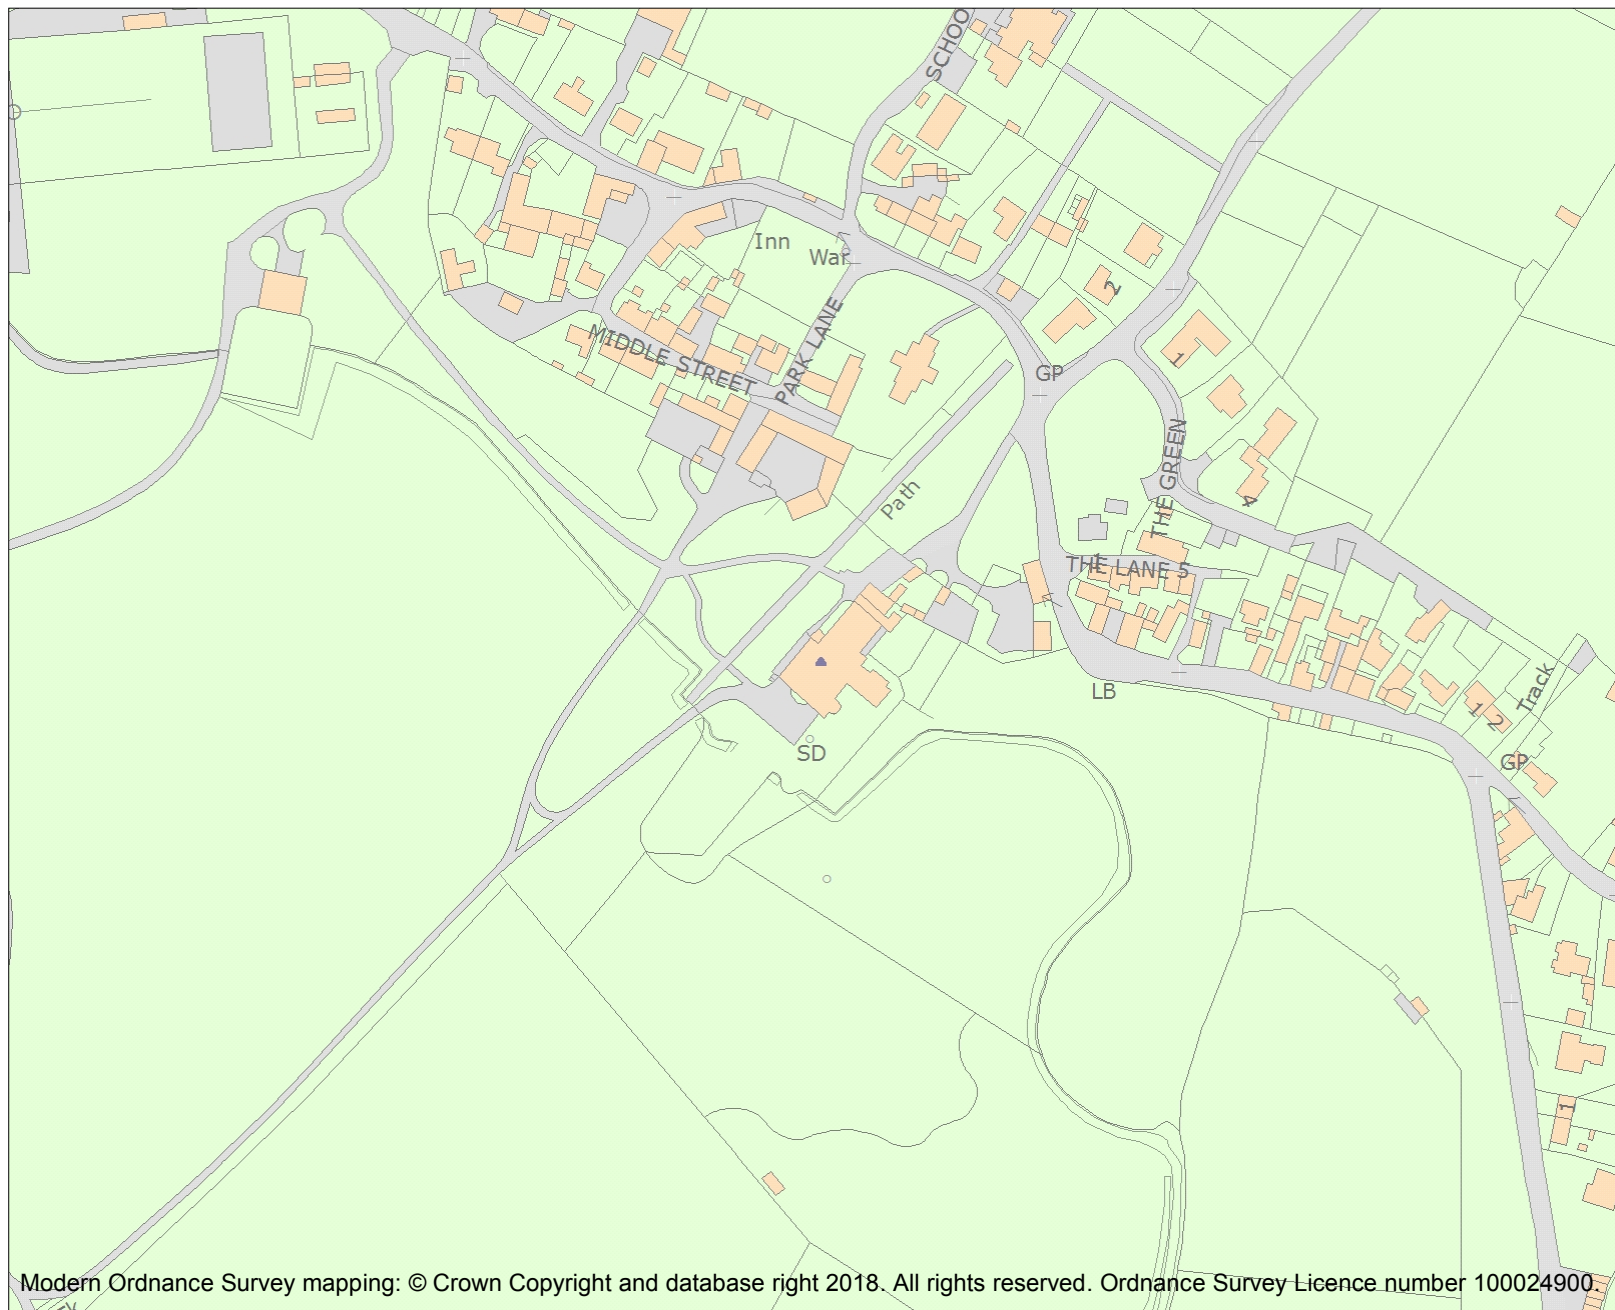 SCHOO
Inn
War
2
PARK LANE
MIDDLE STREET
1
GP
THE GREEN
4
Path
THE LANE 5
LB
Track
1 2
SD
GP
1
Modern Ordnance Survey mapping: © Crown Copyright and database right 2018. All rights reserved. Ordnance Survey Licence number 100024900.